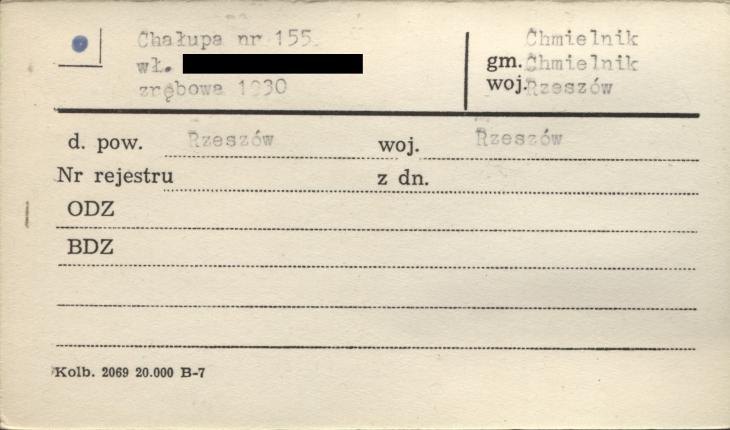 Chałupa nr 155
wł.
zrębowa 1930
Chmielnik
gm. Chmielnik
woj. Rzeszów
d. pow. Rzeszów woj. Rzeszów
Nr rejestru z dn.
ODZ
BDZ
Kolb. 2069 20.000 B-7